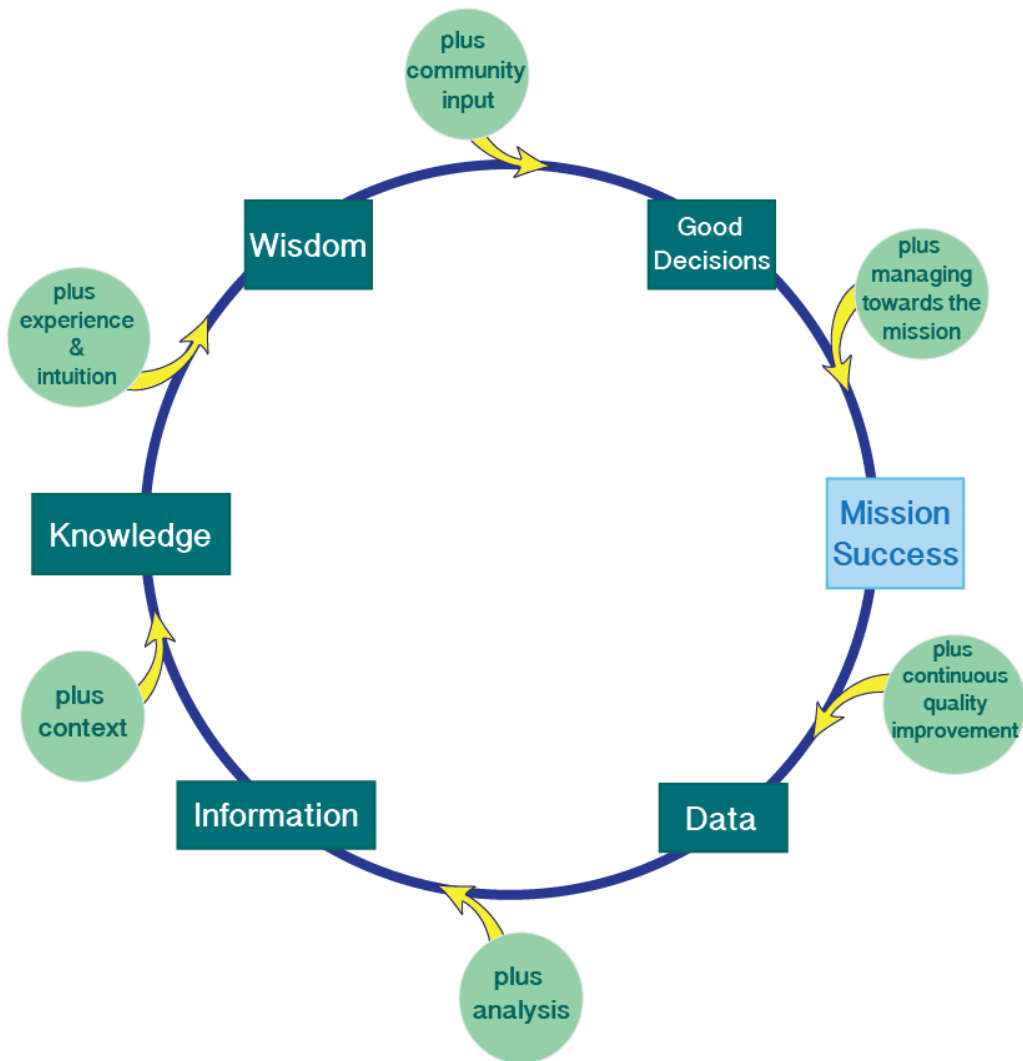 plus
community
input
Wisdom
Good
Decisions
plus
managing
towards the
mission
plus
experience
&
intuition
Knowledge
Mission
Success
plus
context
plus
continuous
quality
improvement
Information
Data
plus
analysis